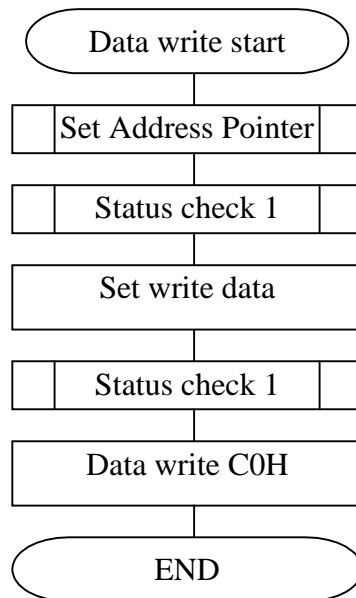 Data write start
Set Address Pointer
Status check 1
Set write data
Status check 1
Data write C0H
END